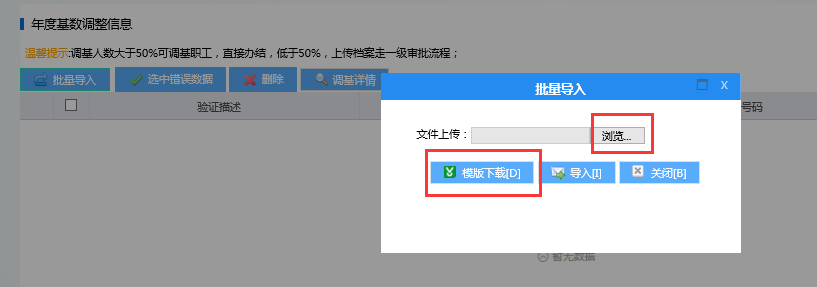 年度基数调整信息
温馨提示:调基人数大于50%可调基职工，直接办结，低于50%，上传档案走一级审批流程；
批量导入 选中错误数据 删除 调基详情
验证描述 号码
批量导入 X
文件上传： 浏览...
模版下载[D] 导入[I] 关闭[B]
暂无数据